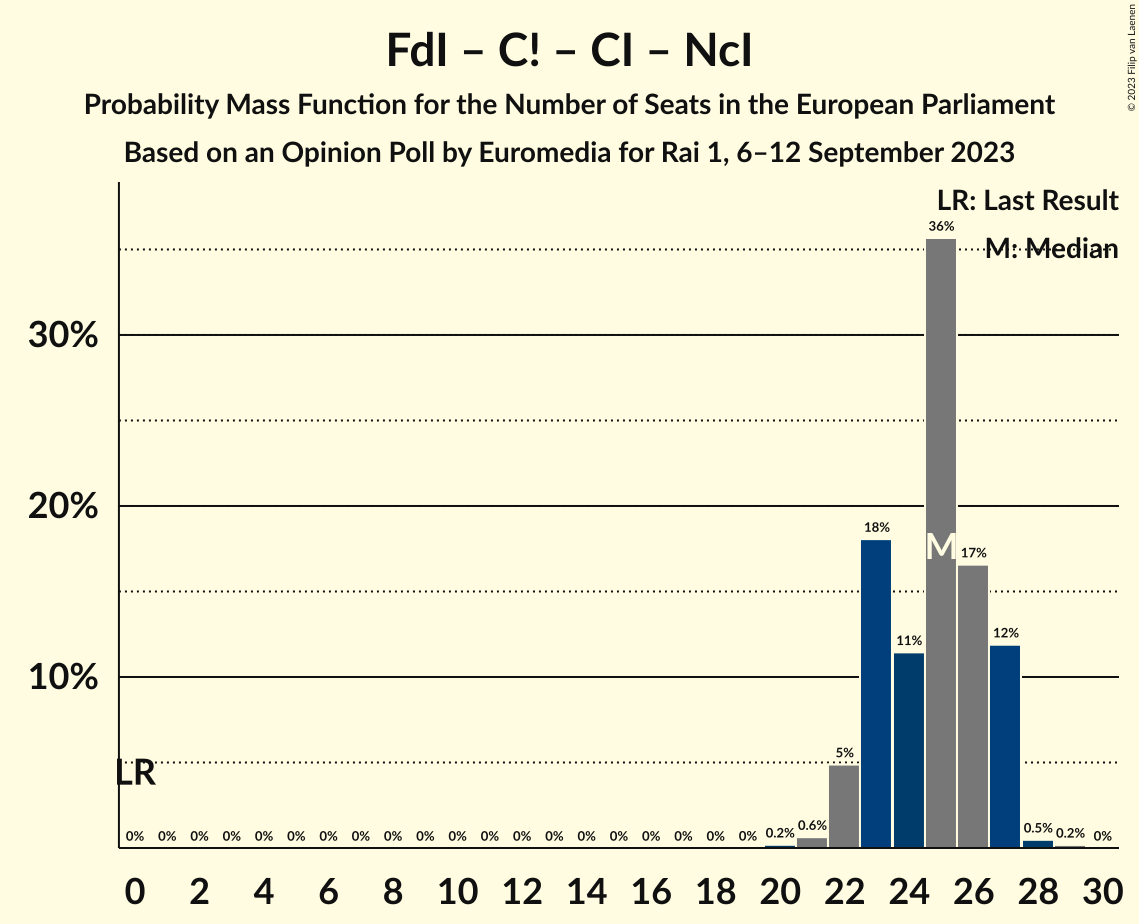 FdI – C! – CI – NcI
Probability Mass Function for the Number of Seats in the European Parliament
Based on an Opinion Poll by Euromedia for Rai 1, 6–12 September 2023
© 2023 Filip van Laenen
LR: Last Result
M: Median
36%
30%
20%
18%
M
17%
12%
11%
10%
LR
5%
0% 0% 0% 0% 0% 0% 0% 0% 0% 0% 0% 0% 0% 0% 0% 0% 0% 0% 0% 0% 0.2% 0.6% 0.5% 0.2% 0%
0 2 4 6 8 10 12 14 16 18 20 22 24 26 28 30